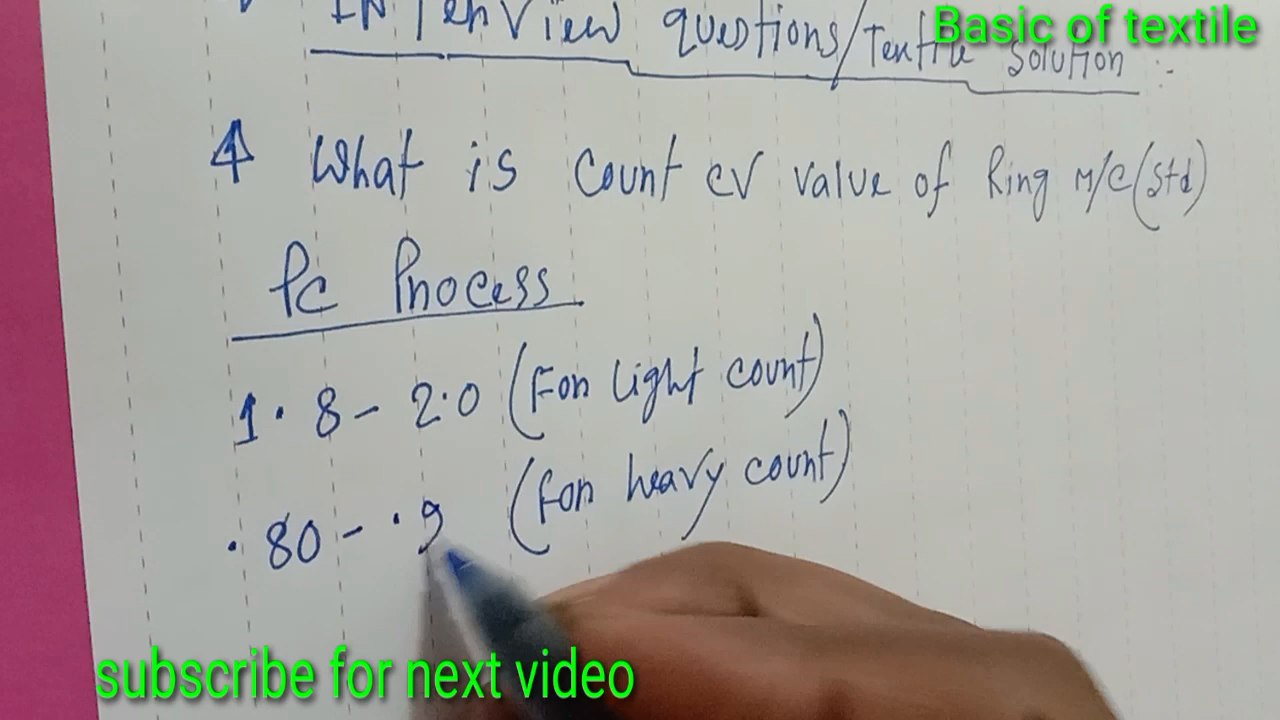 Basic of textile
INTERVIEW questions/Textile solution :-
4 What is Count CV value of Ring M/C (Std)
PC Process
1.8 - 2.0 (For light count)
.80 - .9 (for heavy count)
subscribe for next video